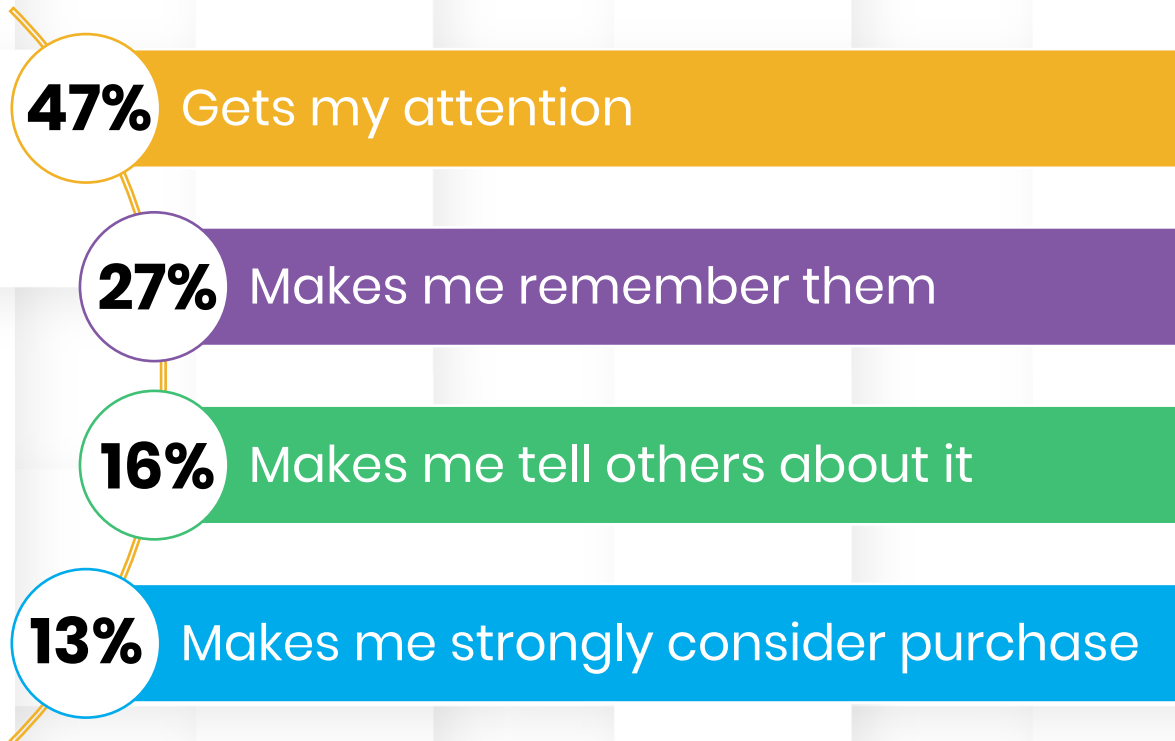 47% Gets my attention
27% Makes me remember them
16% Makes me tell others about it
13% Makes me strongly consider purchase